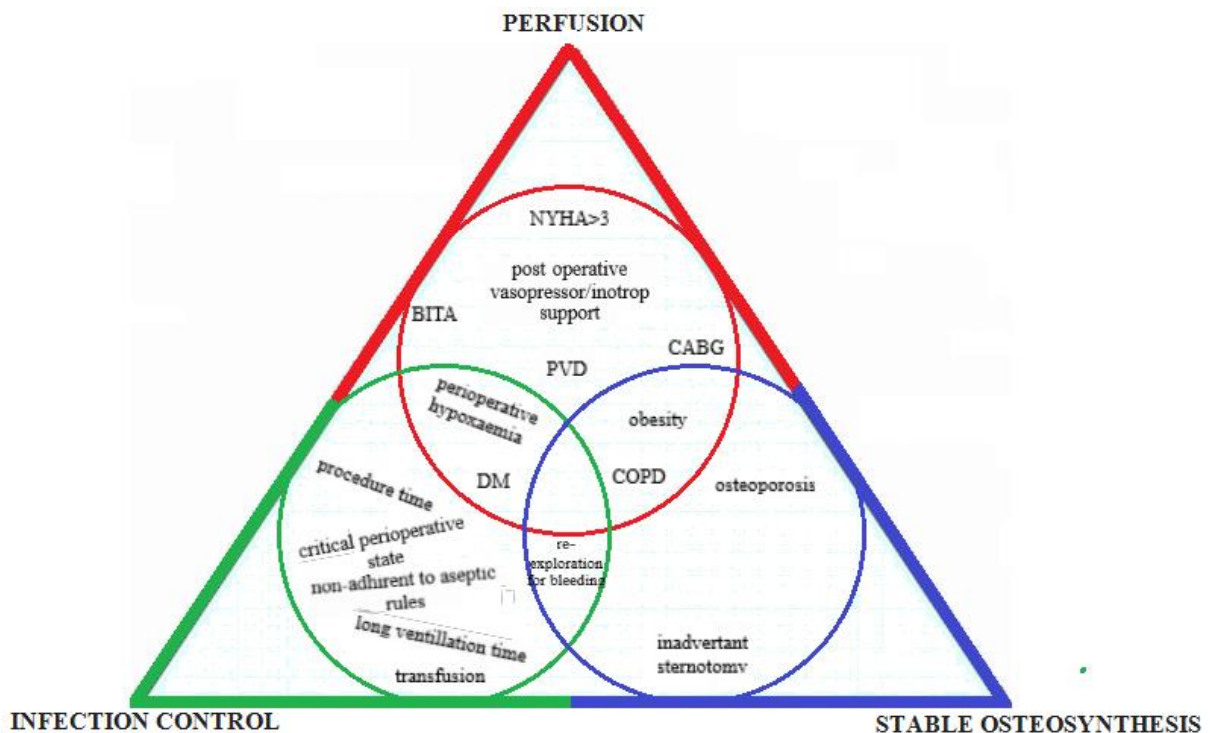 PERFUSION
NYHA>3
post operative
vasopressor/inotrop
support
BITA
CABG
PVD
perioperative
hypoxaemia
obesity
DM
COPD
osteoporosis
procedure time
critical perioperative
state
re-
exploration
for bleeding
non-adhirent to aseptic
rules
long ventillation time
transfusion
inadvertant
sternotomv
INFECTION CONTROL
STABLE OSTEOSYNTHESIS